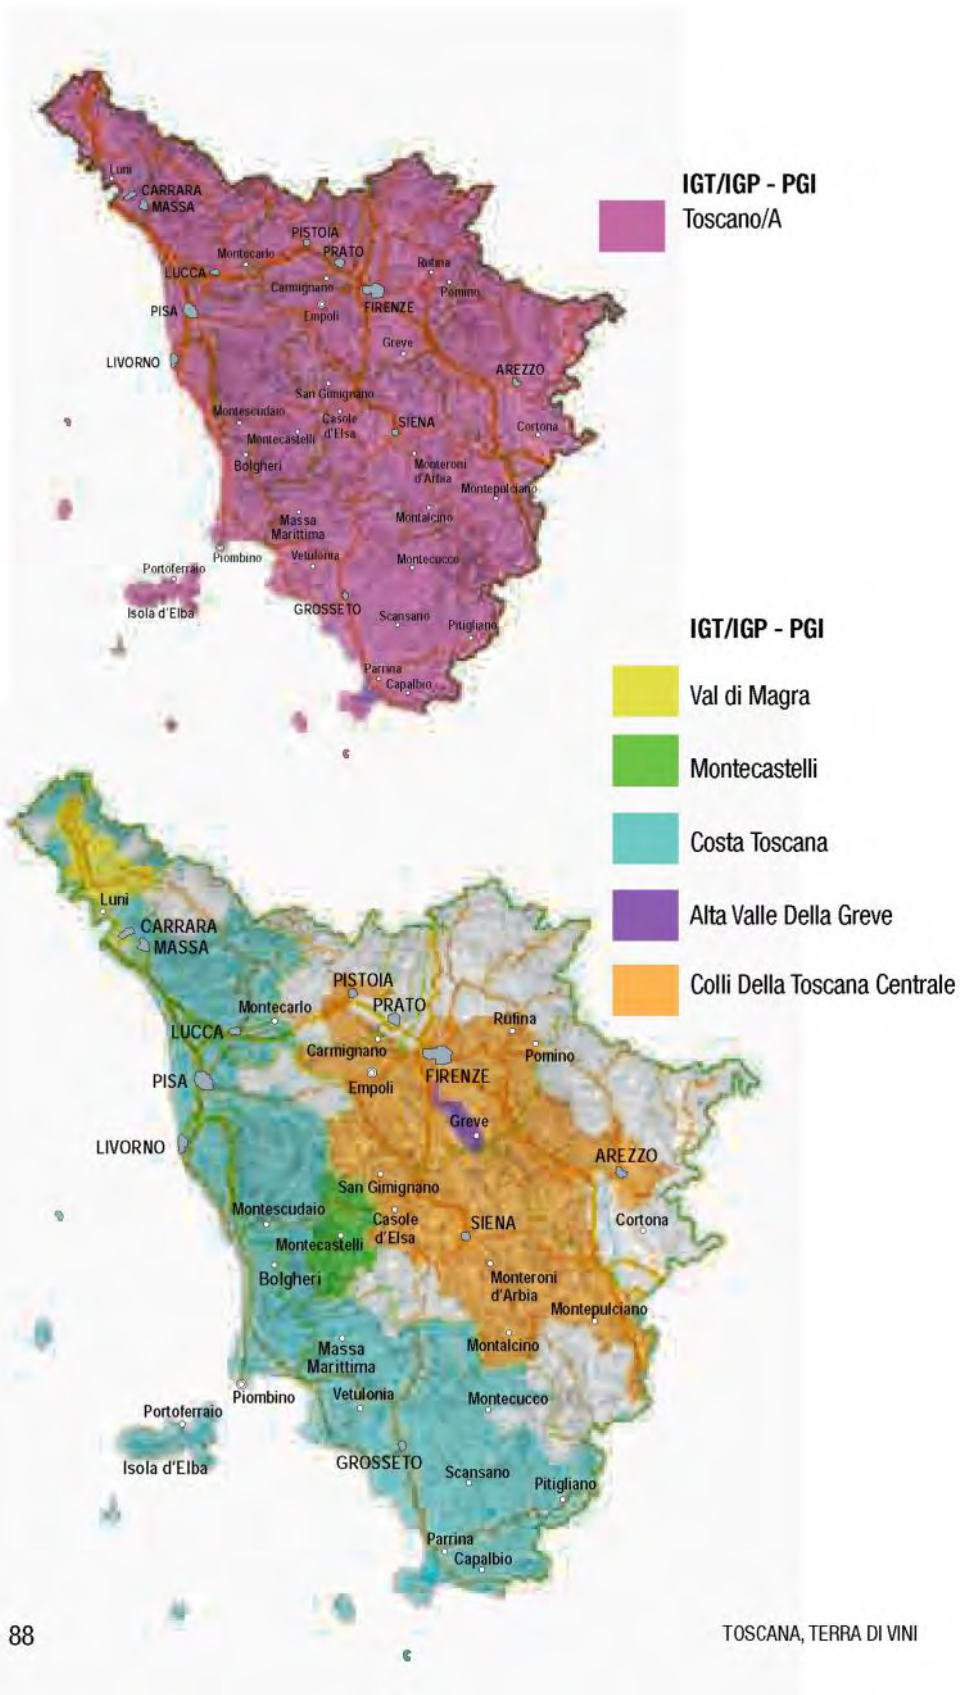 IGT/IGP - PGI
Toscano/A
Luni
CARRARA
MASSA
PISTOIA
PRATO
Montecarlo
LUCCA
Carmignano
Rufina
Pomino
PISA
Empoli
FIRENZE
Greve
LIVORNO
AREZZO
San Gimignano
Montescudaio
Casole
d'Elsa
SIENA
Cortona
Montecastelli
Bolgheri
Monteroni
d'Arbia
Montepulciano
Massa
Marittima
Montalcino
Piombino
Vetulonia
Montecucco
Portoferraio
Isola d'Elba
GROSSETO
Scansano
Pitigliano
Parrina
Capalbio
IGT/IGP - PGI
Val di Magra
Montecastelli
Costa Toscana
Alta Valle Della Greve
Colli Della Toscana Centrale
Luni
CARRARA
MASSA
PISTOIA
PRATO
Montecarlo
LUCCA
Carmignano
Rufina
Pomino
PISA
Empoli
FIRENZE
Greve
LIVORNO
AREZZO
San Gimignano
Montescudaio
Casole
d'Elsa
SIENA
Cortona
Montecastelli
Bolgheri
Monteroni
d'Arbia
Montepulciano
Massa
Marittima
Montalcino
Piombino
Vetulonia
Montecucco
Portoferraio
Isola d'Elba
GROSSETO
Scansano
Pitigliano
Parrina
Capalbio
88
TOSCANA, TERRA DI VINI